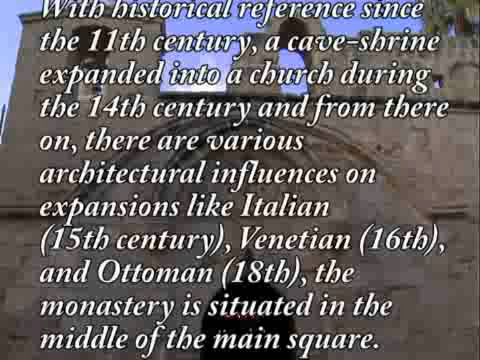 With historical reference since
the 11th century, a cave-shrine
expanded into a church during
the 14th century and from there
on, there are various
architectural influences on
expansions like Italian
(15th century), Venetian (16th),
and Ottoman (18th), the
monastery is situated in the
middle of the main square.